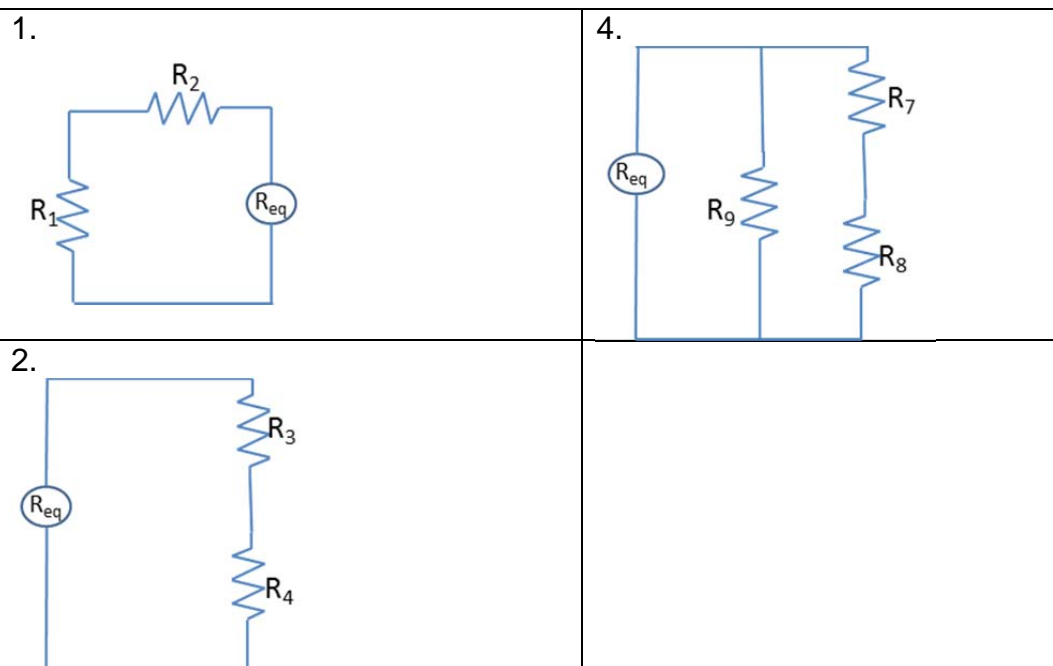 1.
R₂
R₁
Req
4.
R₇
Req
R₉
R₈
2.
R₃
Req
R₄